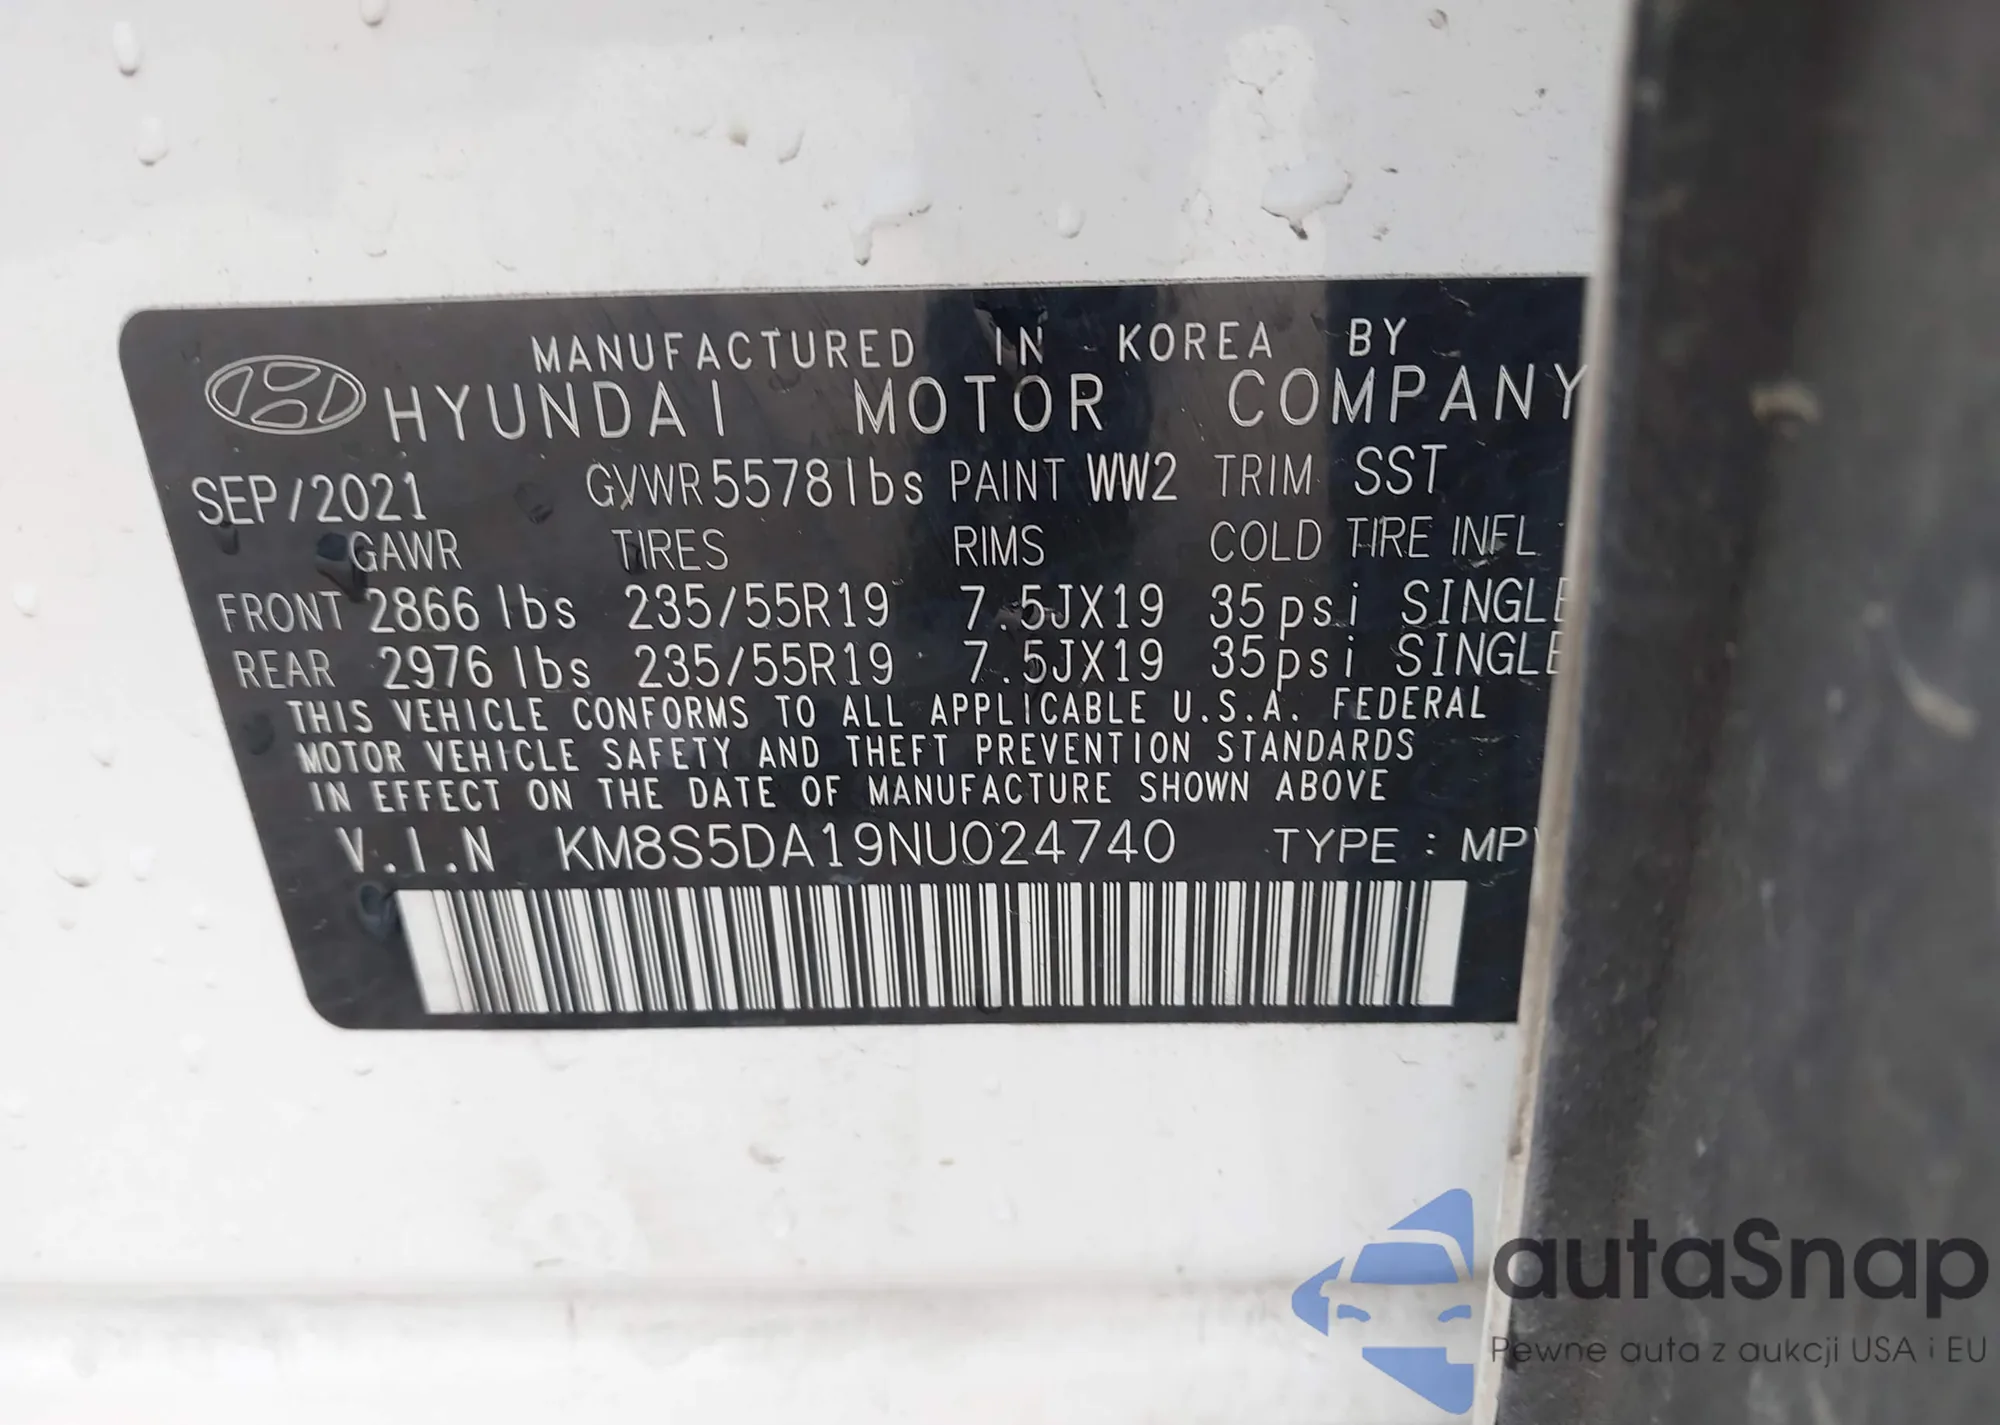 MANUFACTURED IN KOREA BY
HYUNDAI MOTOR COMPANY
SEP/2021 GVWR 5578lbs PAINT WW2 TRIM SST
GAWR TIRES RIMS COLD TIRE INFL
FRONT 2866 lbs 235/55R19 7.5JX19 35psi SINGLE
REAR 2976 lbs 235/55R19 7.5JX19 35psi SINGLE
THIS VEHICLE CONFORMS TO ALL APPLICABLE U.S.A. FEDERAL
MOTOR VEHICLE SAFETY AND THEFT PREVENTION STANDARDS
IN EFFECT ON THE DATE OF MANUFACTURE SHOWN ABOVE
V.I.N KM8S5DA19NU024740 TYPE : MPV
autaSnap
Pewne auta z aukcji USA i EU